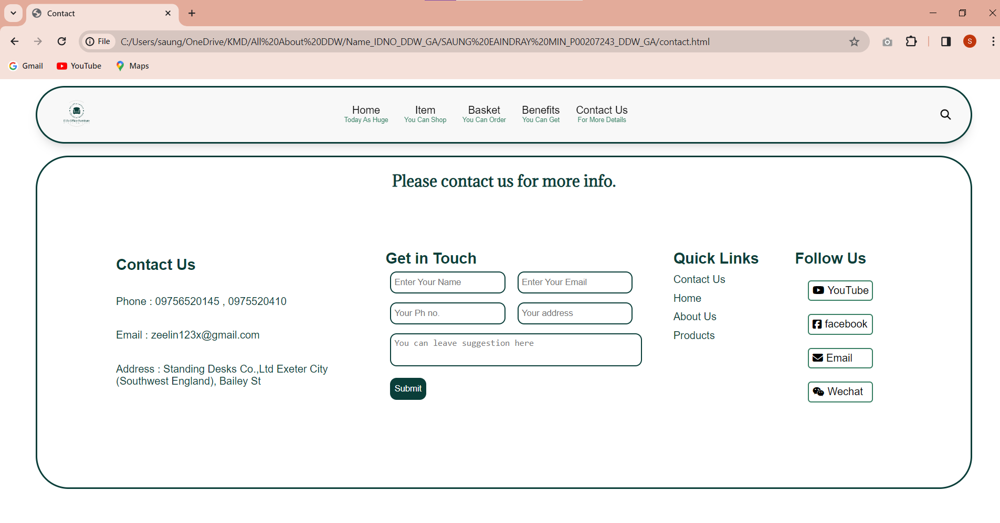 Contact
File
C:/Users/saung/OneDrive/KMD/All%20About%20DDW/Name_IDNO_DDW_GA/SAUNG%20EAINDRAY%20MIN_P00207243_DDW_GA/contact.html
S
Gmail
YouTube
Maps
Elf's Office Furniture
Home
Today As Huge
Item
You Can Shop
Basket
You Can Order
Benefits
You Can Get
Contact Us
For More Details
Please contact us for more info.
Contact Us
Phone : 09756520145 , 0975520410
Email : zeelin123x@gmail.com
Address : Standing Desks Co.,Ltd Exeter City
(Southwest England), Bailey St
Get in Touch
Enter Your Name
Enter Your Email
Your Ph no.
Your address
You can leave suggestion here
Submit
Quick Links
Contact Us
Home
About Us
Products
Follow Us
YouTube
facebook
Email
Wechat